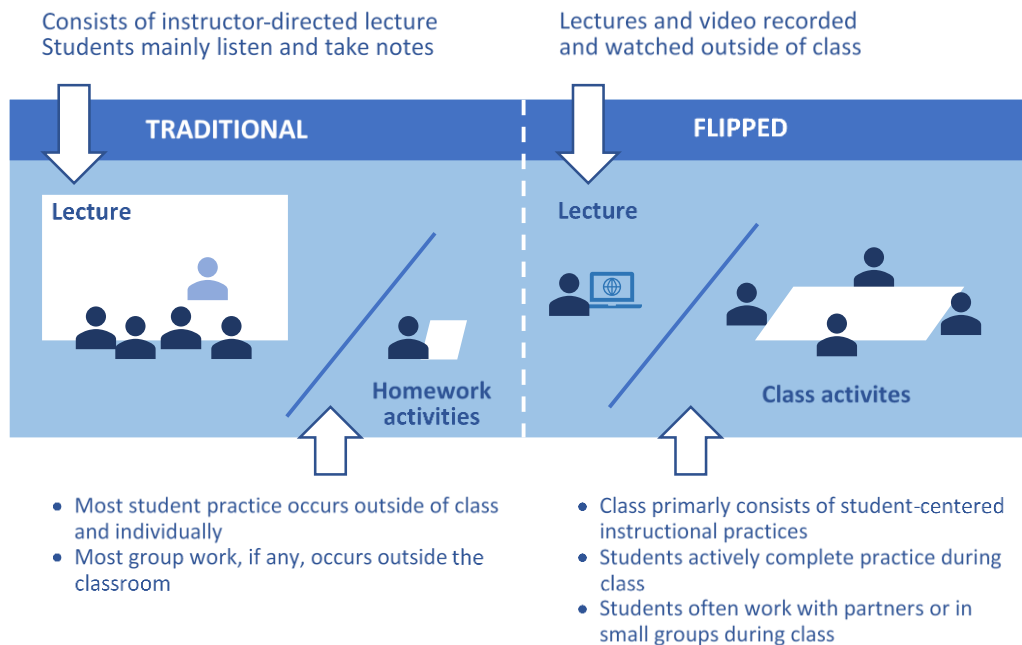 Consists of instructor-directed lecture
Students mainly listen and take notes
Lectures and video recorded
and watched outside of class
TRADITIONAL
FLIPPED
Lecture
Homework
activities
Lecture
Class activites
• Most student practice occurs outside of class
and individually
• Most group work, if any, occurs outside the
classroom
• Class primarly consists of student-centered
instructional practices
• Students actively complete practice during
class
• Students often work with partners or in
small groups during class